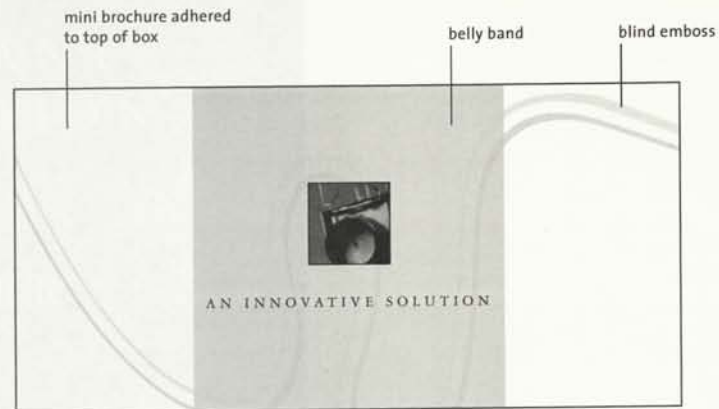 mini brochure adhered
to top of box
belly band
blind emboss
AN INNOVATIVE SOLUTION